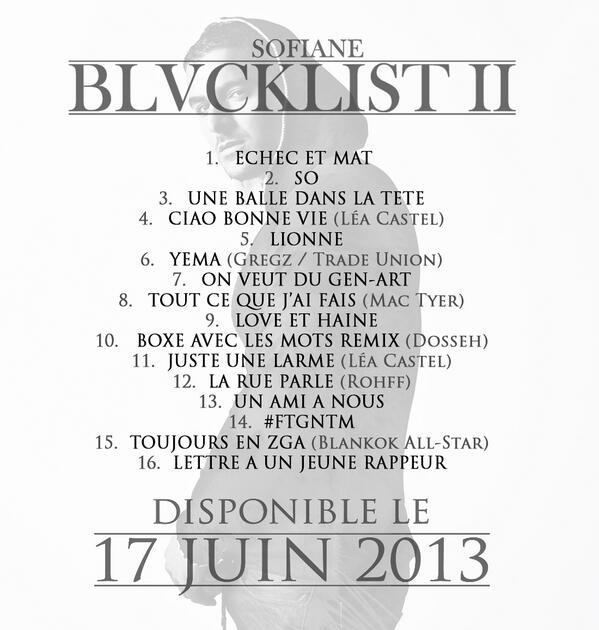 SOFIANE
BLVCKLIST II
1. ECHEC ET MAT
2. SO
3. UNE BALLE DANS LA TETE
4. CIAO BONNE VIE (LÉA CASTEL)
5. LIONNE
6. YEMA (GREGZ / TRADE UNION)
7. ON VEUT DU GEN-ART
8. TOUT CE QUE J'AI FAIS (MAC TYER)
9. LOVE ET HAINE
10. BOXE AVEC LES MOTS REMIX (DOSSEH)
11. JUSTE UNE LARME (LÉA CASTEL)
12. LA RUE PARLE (ROHFF)
13. UN AMI A NOUS
14. #FTGNTM
15. TOUJOURS EN ZGA (BLANKOK ALL-STAR)
16. LETTRE A UN JEUNE RAPPEUR
DISPONIBLE LE
17 JUIN 2013